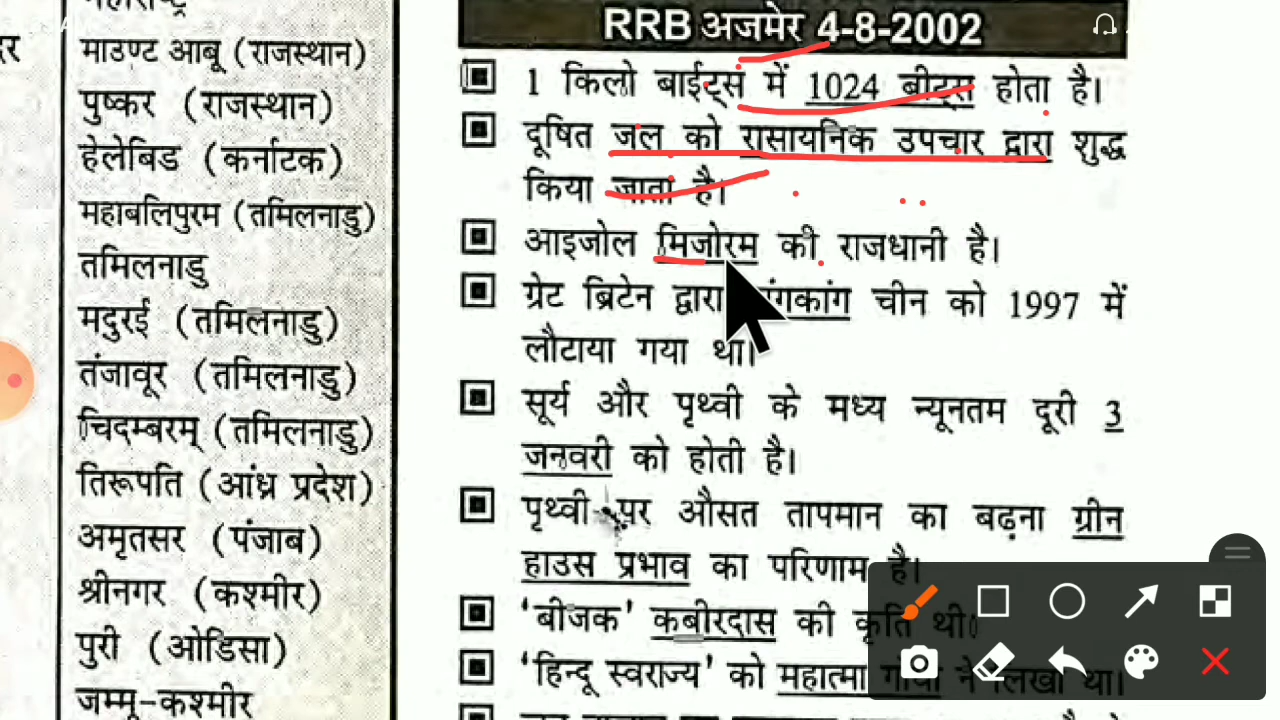 माउण्ट आबू (राजस्थान)
पुष्कर (राजस्थान)
हेलेबिड (कर्नाटक)
महाबलिपुरम (तमिलनाडु)
तमिलनाडु
मदुरई (तमिलनाडु)
तंजावूर (तमिलनाडु)
चिदम्बरम् (तमिलनाडु)
तिरूपति (आंध्र प्रदेश)
अमृतसर (पंजाब)
श्रीनगर (कश्मीर)
पुरी (ओडिसा)
जम्मू-कश्मीर
RRB अजमेर 4-8-2002
1 किलो बाईट्स में 1024 बीट्स होता है।
दूषित जल को रासायनिक उपचार द्वारा शुद्ध
किया जाता है।
आइजोल मिजोरम की राजधानी है।
ग्रेट ब्रिटेन द्वारा चीन को 1997 में
लौटाया गया था।
सूर्य और पृथ्वी के मध्य न्यूनतम दूरी 3
जनवरी को होती है।
पृथ्वी पर औसत तापमान का बढ़ना ग्रीन
हाउस प्रभाव का परिणाम है।
'बीजक' कबीरदास की कृति थी।
'हिन्दू स्वराज्य' को महात्मा गांधी ने लिखा था।